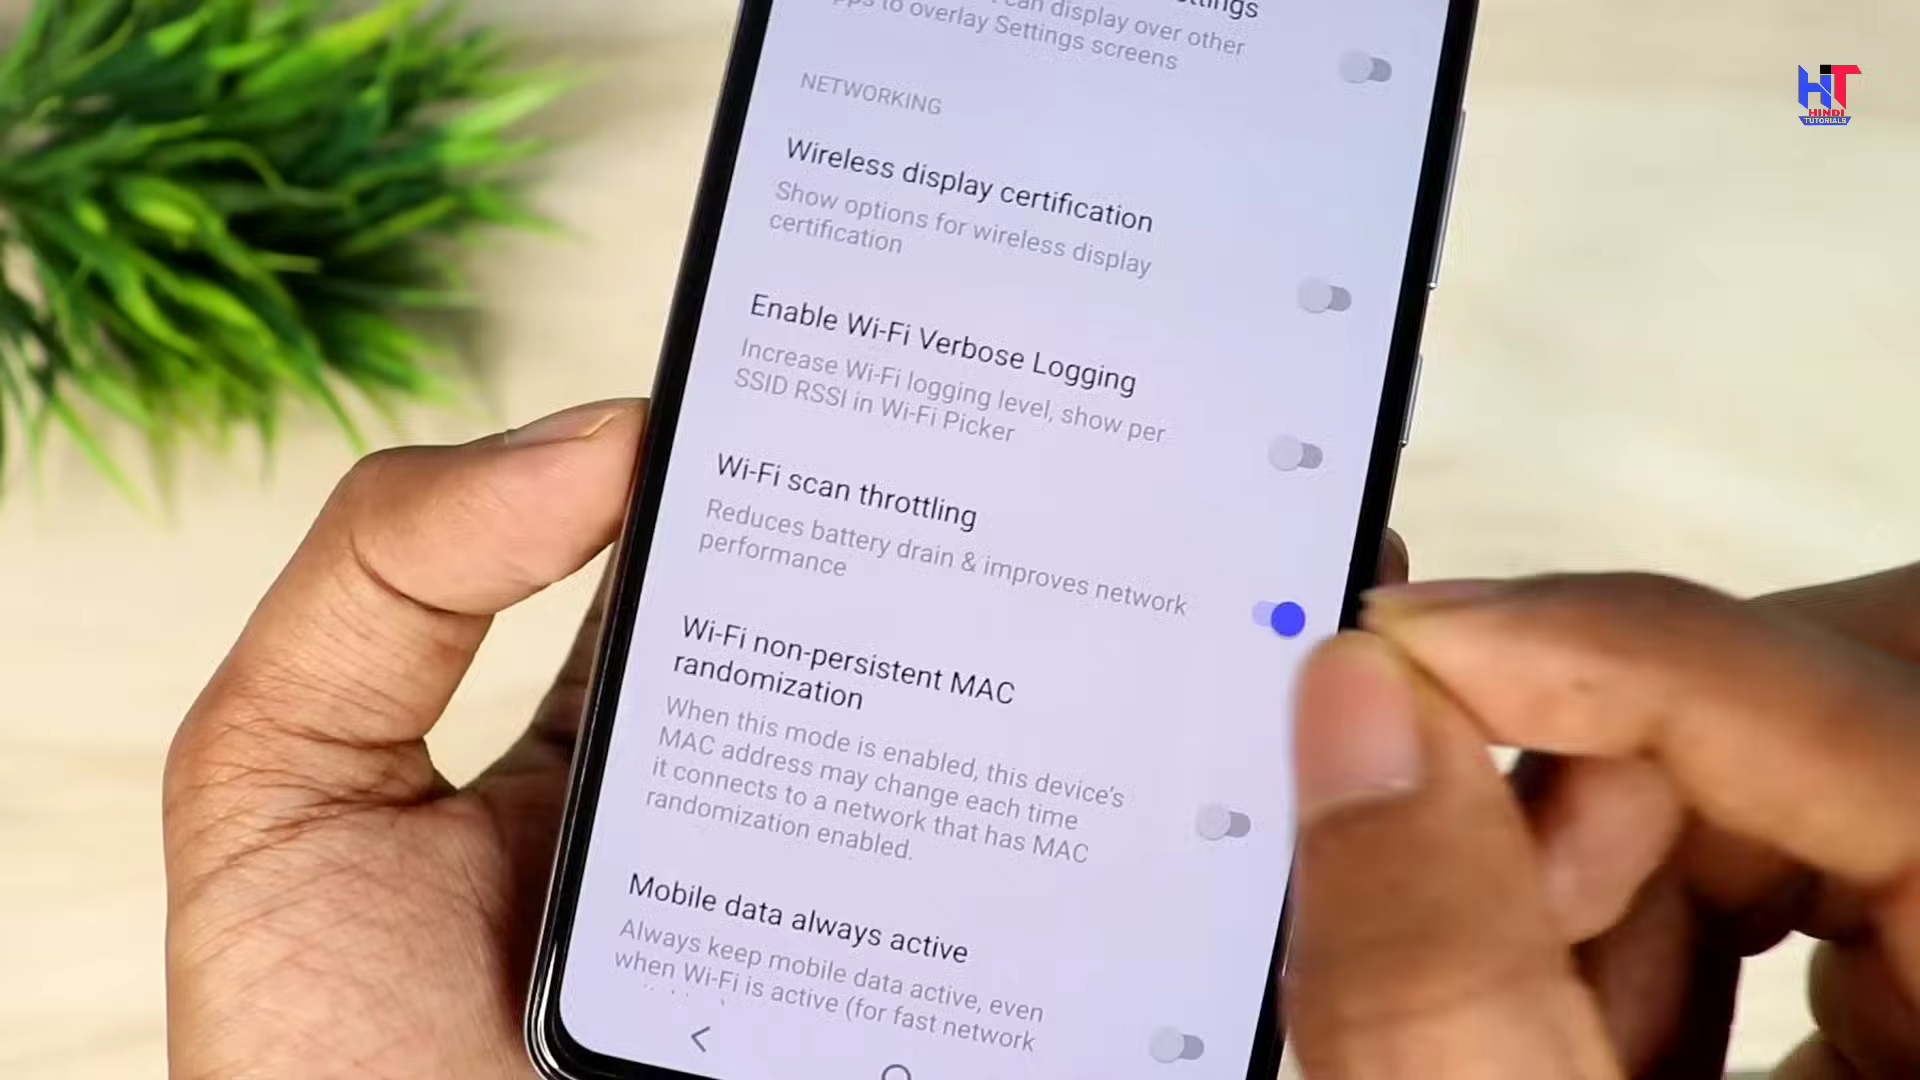 can display over other
to overlay Settings screens
NETWORKING
Wireless display certification
Show options for wireless display
certification
Enable Wi-Fi Verbose Logging
Increase Wi-Fi logging level, show per
SSID RSSI in Wi-Fi Picker
Wi-Fi scan throttling
Reduces battery drain & improves network
performance
Wi-Fi non-persistent MAC
randomization
When this mode is enabled, this device's
MAC address may change each time
it connects to a network that has MAC
randomization enabled.
Mobile data always active
Always keep mobile data active, even
when Wi-Fi is active (for fast network
HT
HINDI
TUTORIALS